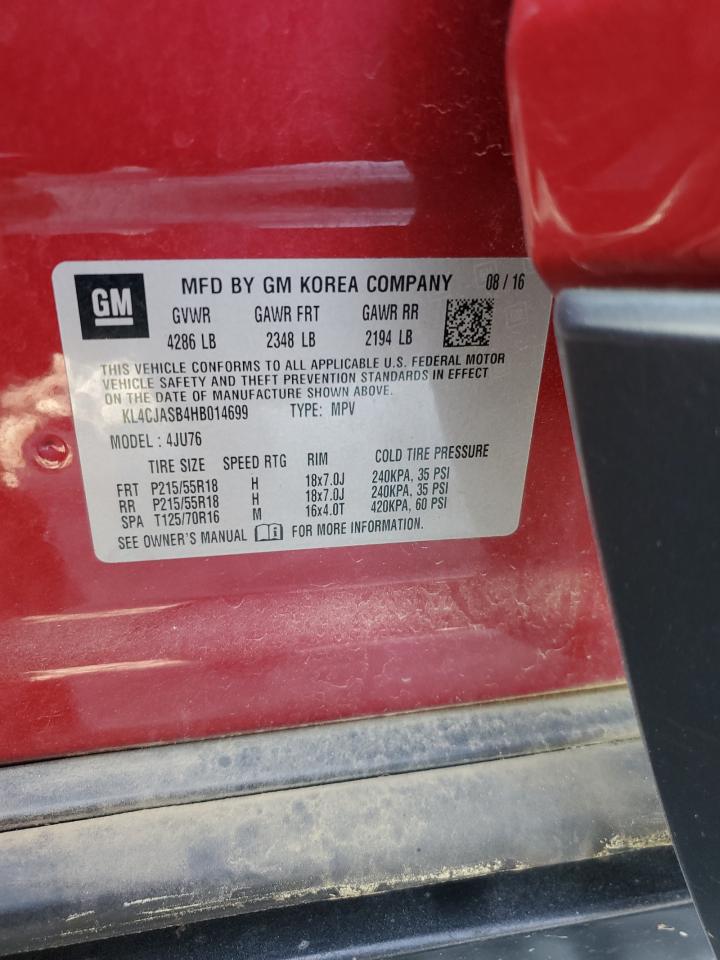 GM MFD BY GM KOREA COMPANY 08 / 16
GVWR GAWR FRT GAWR RR
4286 LB 2348 LB 2194 LB
THIS VEHICLE CONFORMS TO ALL APPLICABLE U.S. FEDERAL MOTOR
VEHICLE SAFETY AND THEFT PREVENTION STANDARDS IN EFFECT
ON THE DATE OF MANUFACTURE SHOWN ABOVE.
KL4CJASB4HB014699 TYPE: MPV
MODEL : 4JU76
TIRE SIZE SPEED RTG RIM COLD TIRE PRESSURE
FRT P215/55R18 H 18x7.0J 240KPA, 35 PSI
RR P215/55R18 H 18x7.0J 240KPA, 35 PSI
SPA T125/70R16 M 16x4.0T 420KPA, 60 PSI
SEE OWNER'S MANUAL FOR MORE INFORMATION.